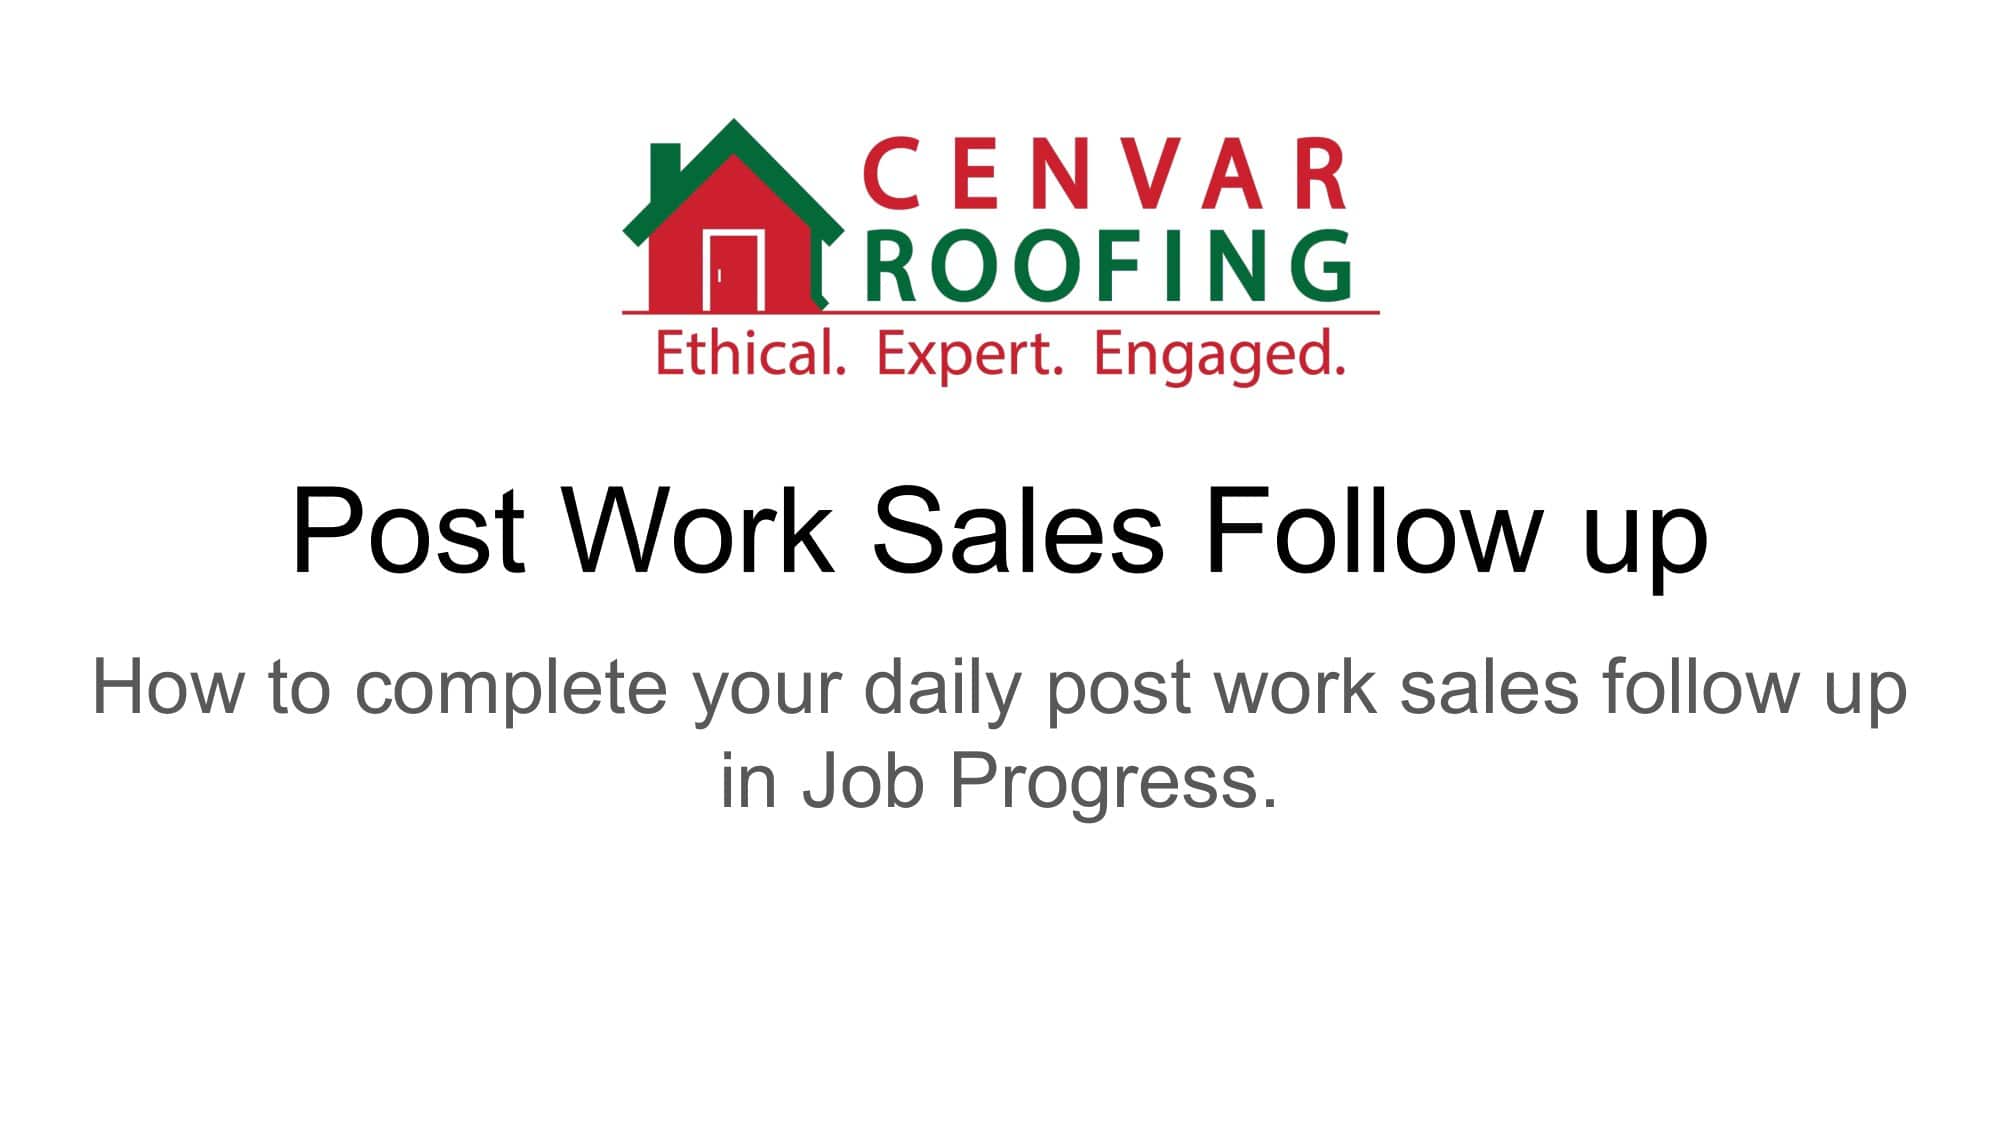 CENVAR
ROOFING
Ethical. Expert. Engaged.
Post Work Sales Follow up
How to complete your daily post work sales follow up
in Job Progress.